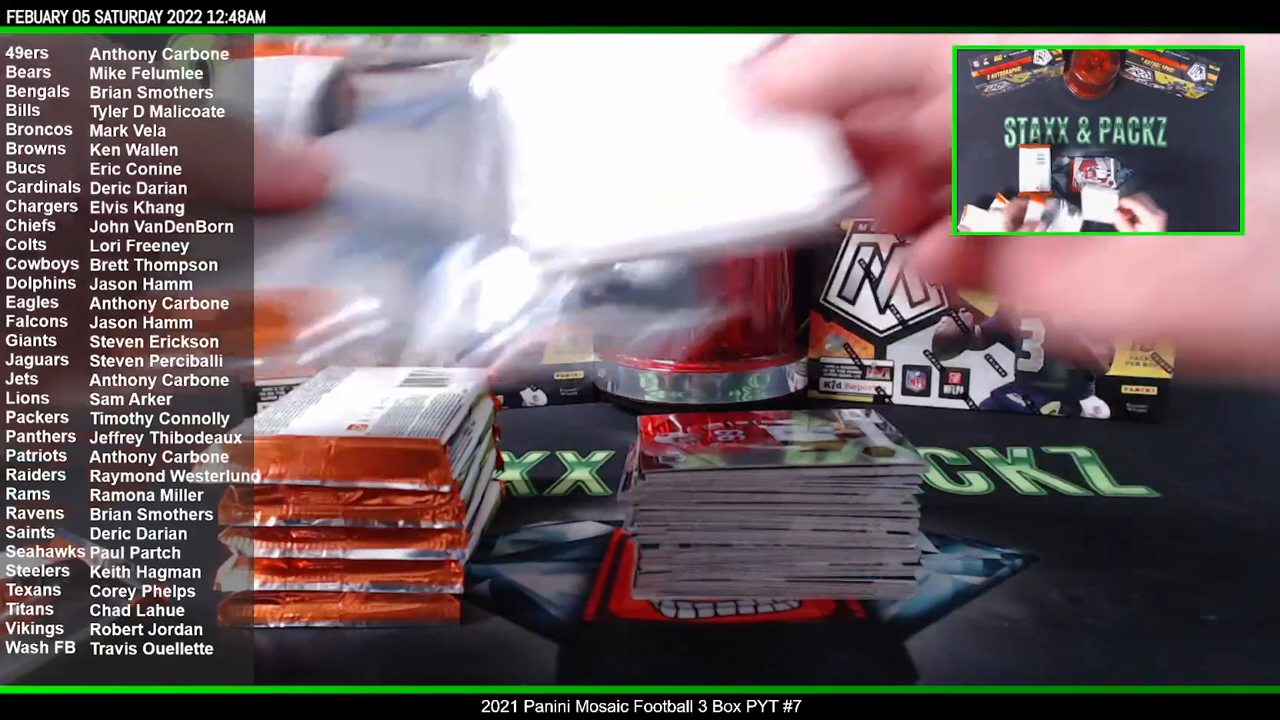 FEBUARY 05 SATURDAY 2022 12:48AM
49ers Anthony Carbone
Bears Mike Felumlee
Bengals Brian Smothers
Bills Tyler D Malicoate
Broncos Mark Vela
Browns Ken Wallen
Bucs Eric Conine
Cardinals Deric Darian
Chargers Elvis Khang
Chiefs John VanDenBorn
Colts Lori Freeney
Cowboys Brett Thompson
Dolphins Jason Hamm
Eagles Anthony Carbone
Falcons Jason Hamm
Giants Steven Erickson
Jaguars Steven Perciballi
Jets Anthony Carbone
Lions Sam Arker
Packers Timothy Connolly
Panthers Jeffrey Thibodeaux
Patriots Anthony Carbone
Raiders Raymond Westerlund
Rams Ramona Miller
Ravens Brian Smothers
Saints Deric Darian
Seahawks Paul Partch
Steelers Keith Hagman
Texans Corey Phelps
Titans Chad Lahue
Vikings Robert Jordan
Wash FB Travis Ouellette
STAXX & PACKZ
3
NFL
PANINI
XX CKZ
2021 Panini Mosaic Football 3 Box PYT #7